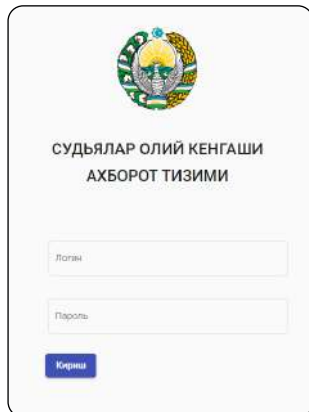 СУДЬЯЛАР ОЛИЙ КЕНГАШИ
АХБОРОТ ТИЗИМИ
Логин
Пароль
Кириш